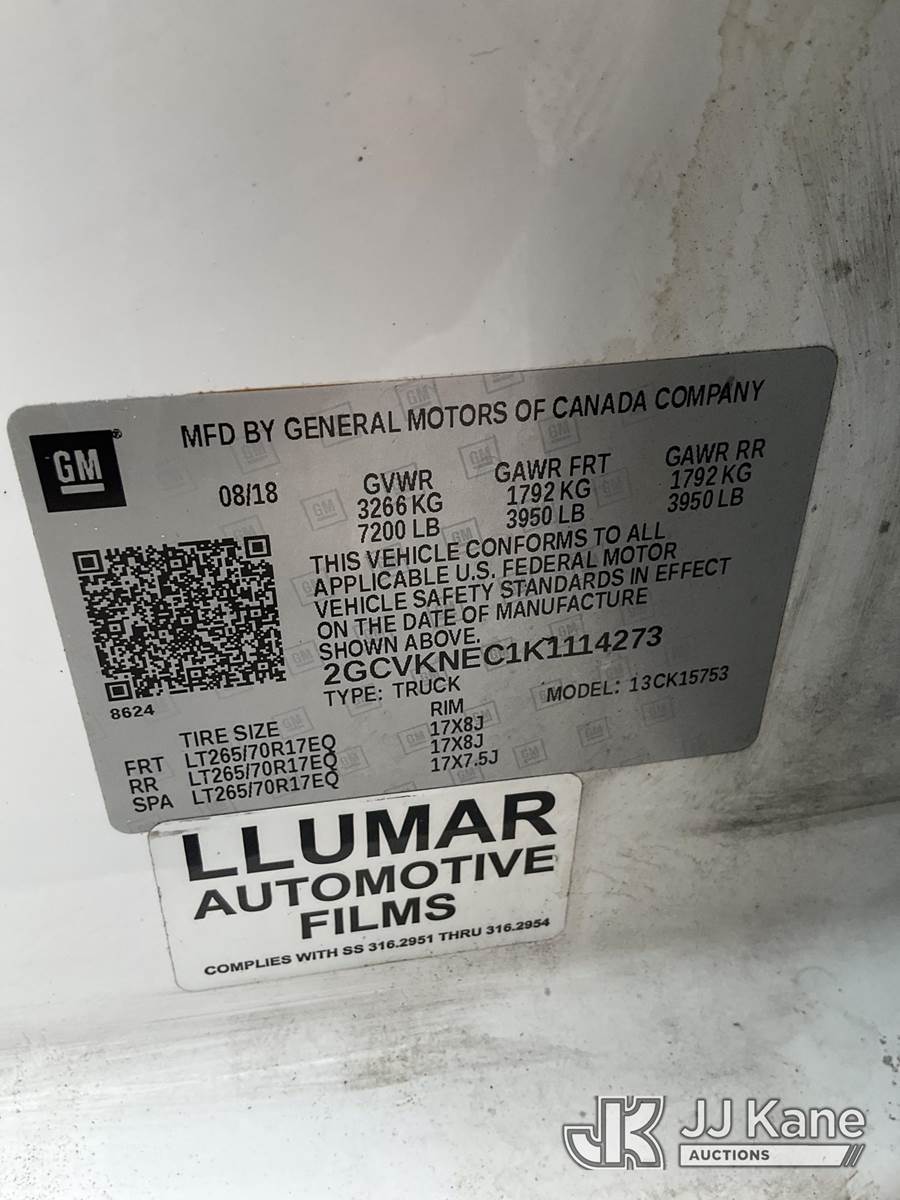 GM
MFD BY GENERAL MOTORS OF CANADA COMPANY
08/18
GVWR
3266 KG
7200 LB
GAWR FRT
1792 KG
3950 LB
GAWR RR
1792 KG
3950 LB
THIS VEHICLE CONFORMS TO ALL
APPLICABLE U.S. FEDERAL MOTOR
VEHICLE SAFETY STANDARDS IN EFFECT
ON THE DATE OF MANUFACTURE
SHOWN ABOVE.
2GCVKNEC1K1114273
TYPE: TRUCK
MODEL: 13CK15753
8624
TIRE SIZE RIM
FRT LT265/70R17EQ 17X8J
RR LT265/70R17EQ 17X8J
SPA LT265/70R17EQ 17X7.5J
LLUMAR
AUTOMOTIVE
FILMS
COMPLIES WITH SS 316.2951 THRU 316.2954
JK JJ Kane
AUCTIONS